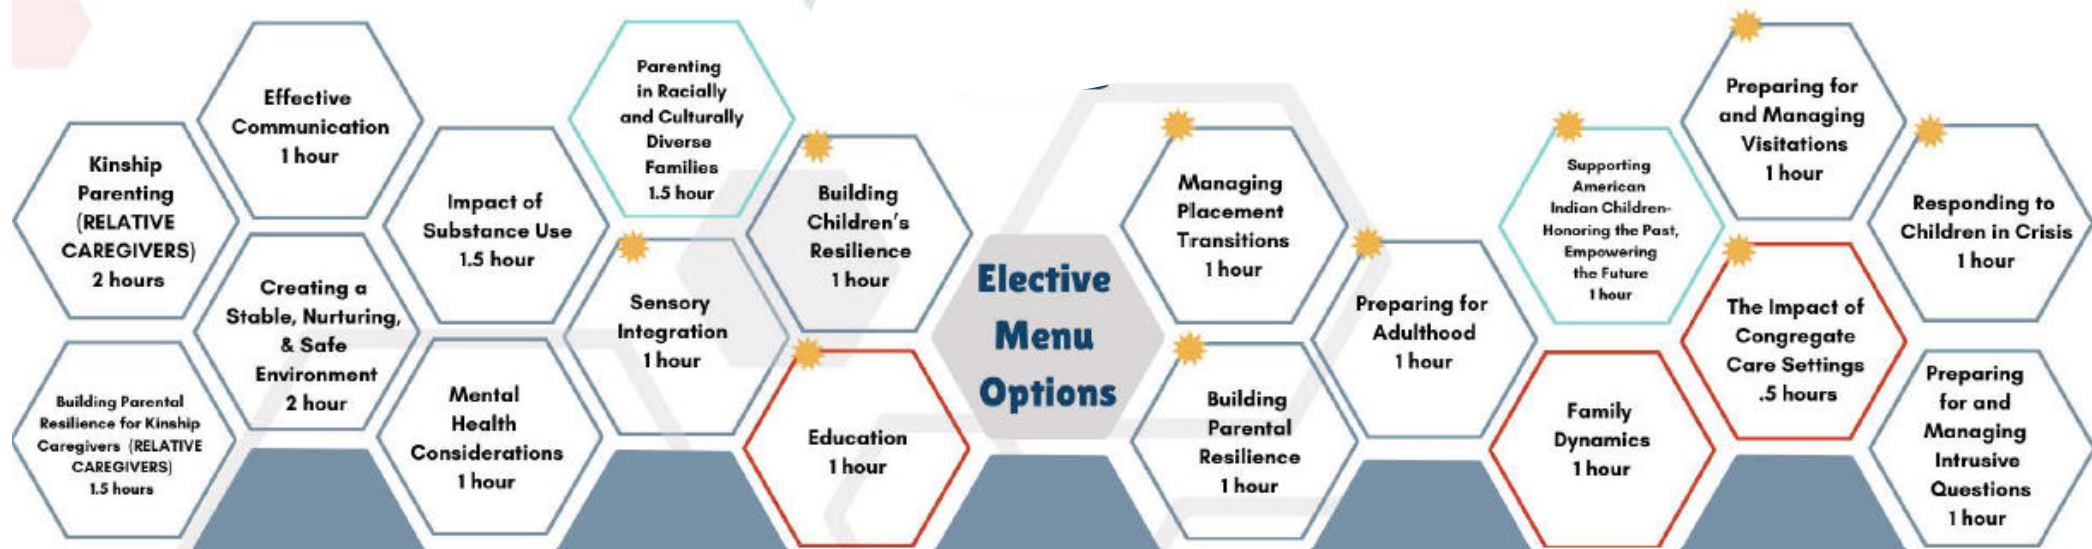 Kinship
Parenting
(RELATIVE
CAREGIVERS)
2 hours
Building Parental
Resilience for Kinship
Caregivers (RELATIVE
CAREGIVERS)
1.5 hours
Effective
Communication
1 hour
Creating a
Stable, Nurturing,
& Safe
Environment
2 hour
Impact of
Substance Use
1.5 hour
Mental
Health
Considerations
1 hour
Parenting
in Racially
and Culturally
Diverse
Families
1.5 hour
Sensory
Integration
1 hour
Building
Children's
Resilience
1 hour
Education
1 hour
Elective
Menu
Options
Managing
Placement
Transitions
1 hour
Building
Parental
Resilience
1 hour
Preparing for
Adulthood
1 hour
Supporting
American
Indian Children-
Honoring the Past,
Empowering
the Future
1 hour
Family
Dynamics
1 hour
Preparing for
and Managing
Visitations
1 hour
The Impact of
Congregate
Care Settings
.5 hours
Responding to
Children in Crisis
1 hour
Preparing
for and
Managing
Intrusive
Questions
1 hour